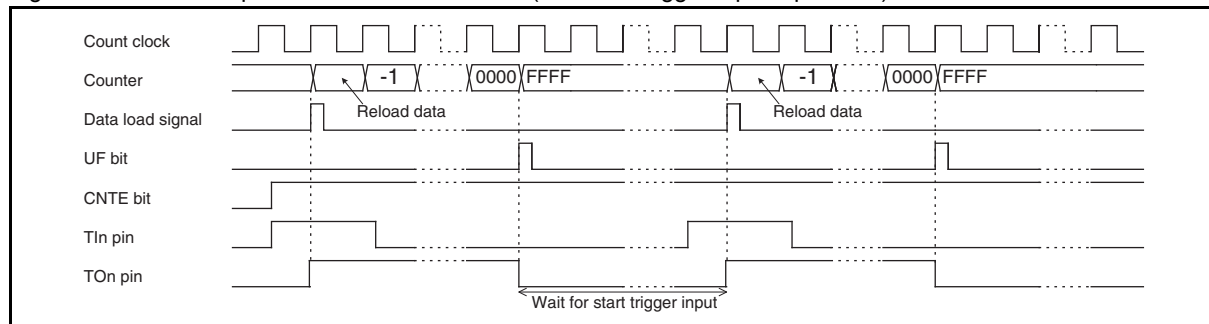 Count clock
Counter -1 0000 FFFF -1 0000 FFFF
Reload data Reload data
Data load signal
UF bit
CNTE bit
TIn pin
TOn pin
Wait for start trigger input